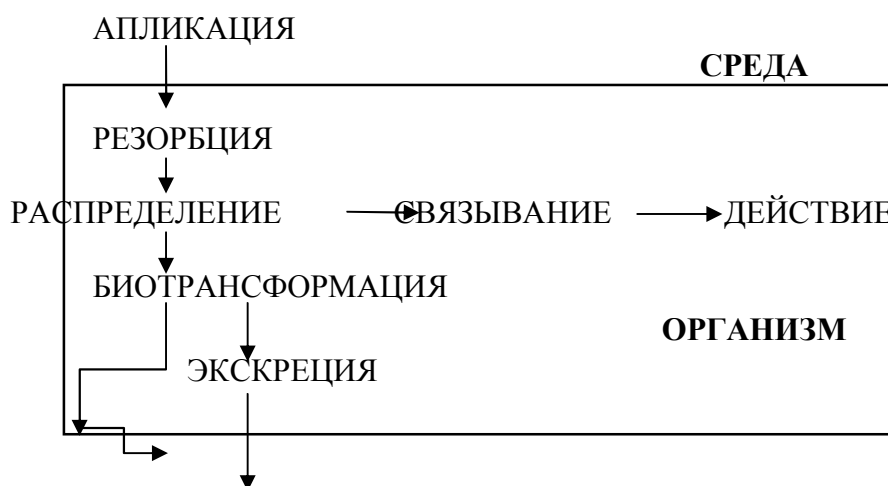 АПЛИКАЦИЯ
СРЕДА
РЕЗОРБЦИЯ
РАСПРЕДЕЛЕНИЕ СВЯЗЫВАНИЕ ДЕЙСТВИЕ
БИОТРАНСФОРМАЦИЯ
ОРГАНИЗМ
ЭКСКРЕЦИЯ